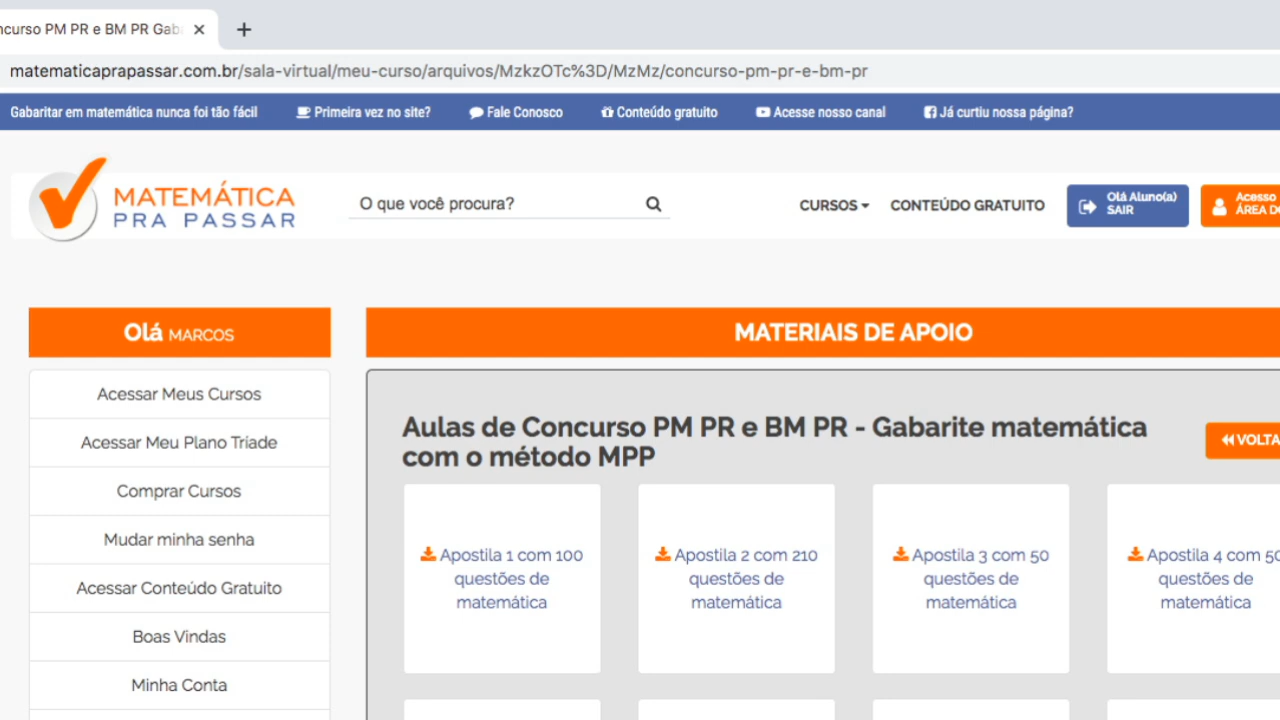 ncurso PM PR e BM PR Gab
matematicaprapassar.com.br/sala-virtual/meu-curso/arquivos/MzkzOTc%3D/MzMz/concurso-pm-pr-e-bm-pr
Gabaritar em matemática nunca foi tão fácil Primeira vez no site? Fale Conosco Conteúdo gratuito Acesse nosso canal Já curtiu nossa página?
MATEMÁTICA
PRA PASSAR
O que você procura?
CURSOS CONTEÚDO GRATUITO
Olá Aluno(a)
SAIR
Acesso
ÁREA DO
Olá MARCOS
Acessar Meus Cursos
Acessar Meu Plano Tríade
Comprar Cursos
Mudar minha senha
Acessar Conteúdo Gratuito
Boas Vindas
Minha Conta
MATERIAIS DE APOIO
Aulas de Concurso PM PR e BM PR - Gabarite matemática
com o método MPP
VOLTA
Apostila 1 com 100
questões de
matemática
Apostila 2 com 210
questões de
matemática
Apostila 3 com 50
questões de
matemática
Apostila 4 com 50
questões de
matemática